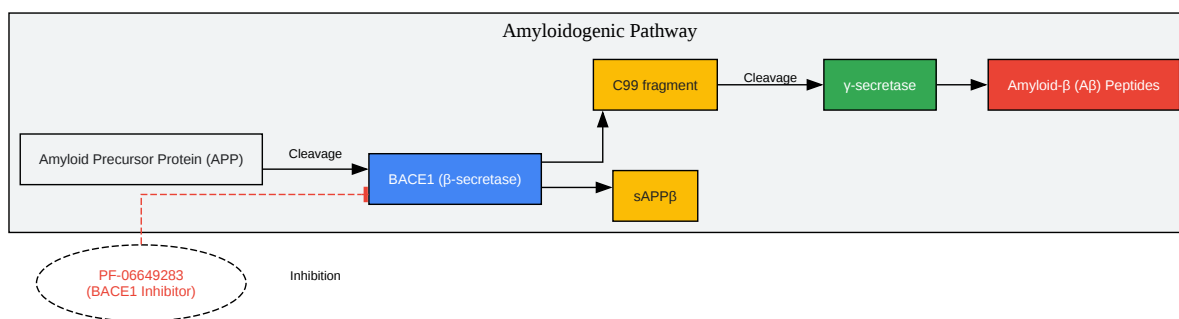 Amyloidogenic Pathway
C99 fragment
Cleavage
γ-secretase
Amyloid-β (Aβ) Peptides
Amyloid Precursor Protein (APP)
Cleavage
BACE1 (β-secretase)
sAPPβ
PF-06649283
(BACE1 Inhibitor)
Inhibition